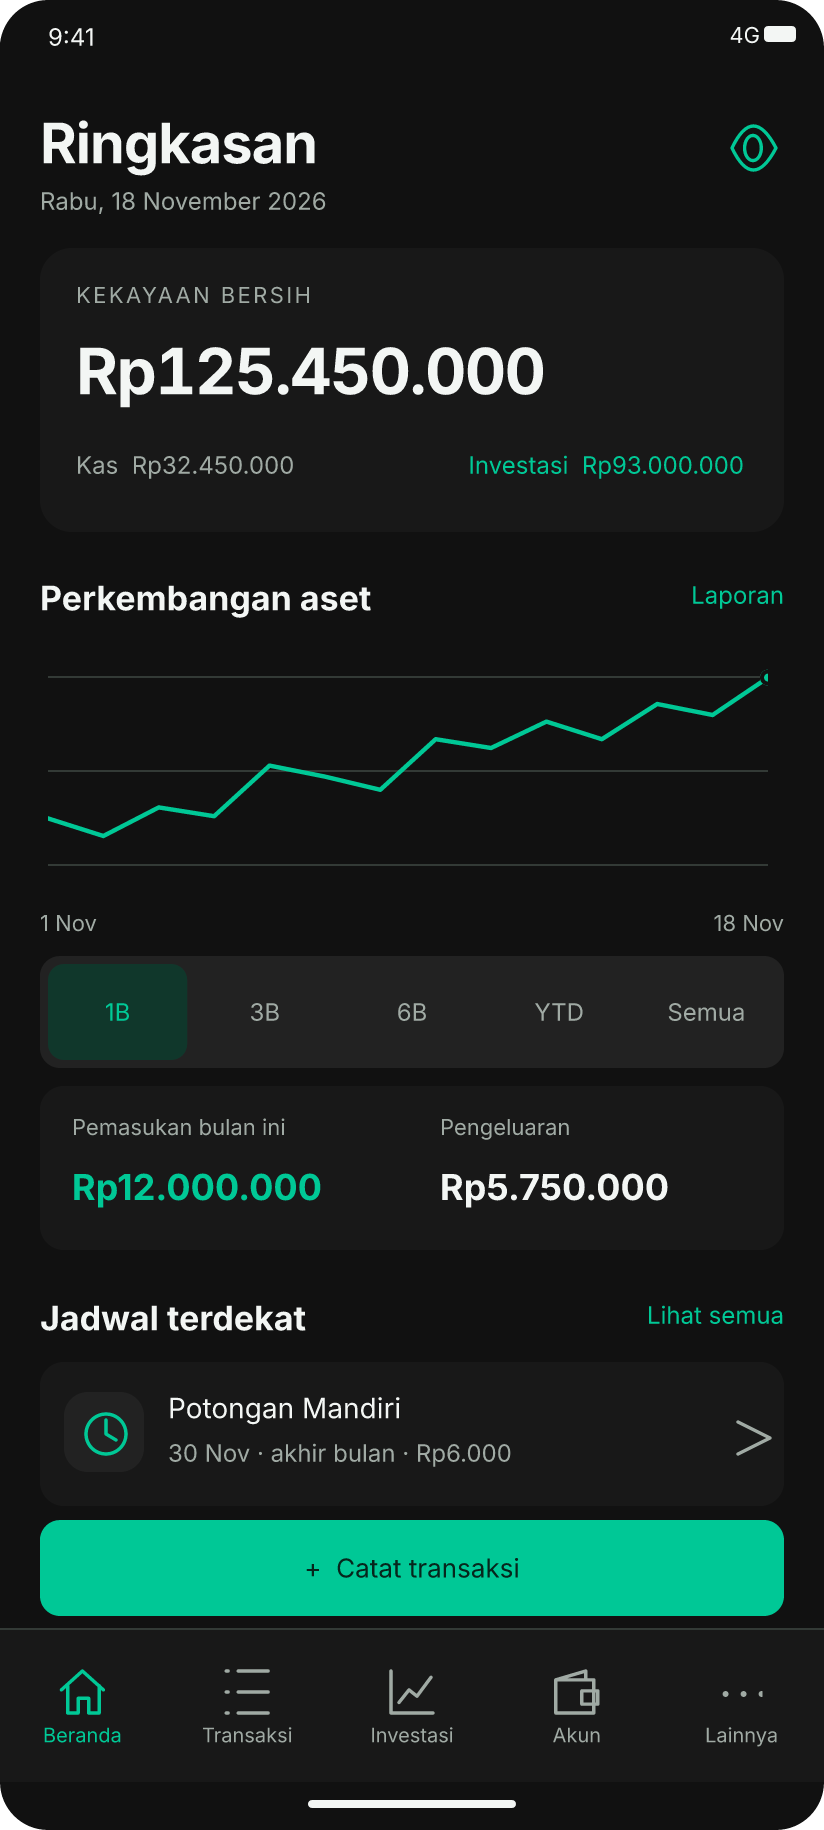 9:41
4G
Ringkasan
Rabu, 18 November 2026
KEKAYAAN BERSIH
Rp125.450.000
Kas Rp32.450.000
Investasi Rp93.000.000
Perkembangan aset
Laporan
1 Nov
18 Nov
1B
3B
6B
YTD
Semua
Pemasukan bulan ini
Pengeluaran
Rp12.000.000
Rp5.750.000
Jadwal terdekat
Lihat semua
Potongan Mandiri
30 Nov · akhir bulan · Rp6.000
+ Catat transaksi
Beranda
Transaksi
Investasi
Akun
Lainnya